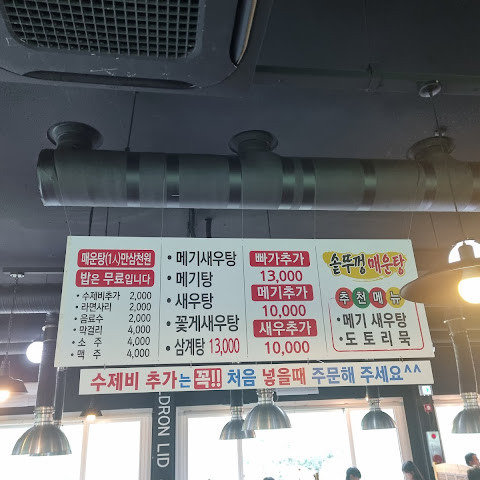 매운탕(1人)만삼천원
밥은 무료입니다
• 수제비추가 2,000
• 라면사리 2,000
• 음료수 2,000
• 막걸리 4,000
• 소 주 4,000
• 맥 주 4,000
• 메기새우탕
• 메기탕
• 새우탕
• 꽃게새우탕
• 삼계탕 13,000
빠가추가
13,000
메기추가
10,000
새우추가
10,000
솥뚜껑매운탕
추천메뉴
• 메기 새우탕
• 도토리묵
수제비 추가는 꼭!! 처음 넣을때 주문해 주세요^^
DRON LID